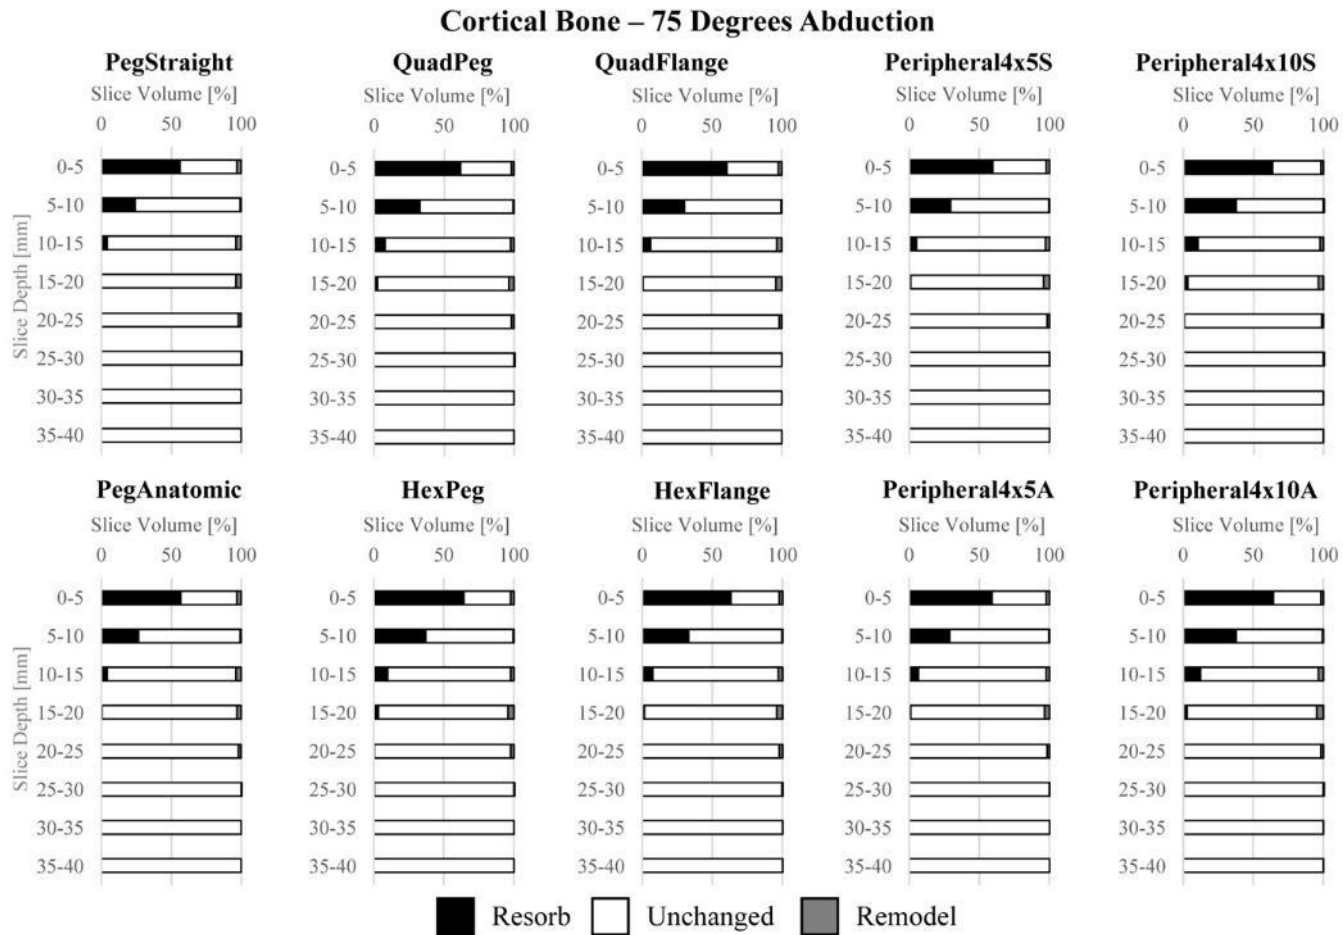 Cortical Bone – 75 Degrees Abduction
PegStraight QuadPeg QuadFlange Peripheral4x5S Peripheral4x10S
Slice Volume [%] Slice Volume [%] Slice Volume [%] Slice Volume [%] Slice Volume [%]
0 50 100 0 50 100 0 50 100 0 50 100 0 50 100
Slice Depth [mm]
0-5 0-5 0-5 0-5 0-5
5-10 5-10 5-10 5-10 5-10
10-15 10-15 10-15 10-15 10-15
15-20 15-20 15-20 15-20 15-20
20-25 20-25 20-25 20-25 20-25
25-30 25-30 25-30 25-30 25-30
30-35 30-35 30-35 30-35 30-35
35-40 35-40 35-40 35-40 35-40
PegAnatomic HexPeg HexFlange Peripheral4x5A Peripheral4x10A
Slice Volume [%] Slice Volume [%] Slice Volume [%] Slice Volume [%] Slice Volume [%]
0 50 100 0 50 100 0 50 100 0 50 100 0 50 100
Slice Depth [mm]
0-5 0-5 0-5 0-5 0-5
5-10 5-10 5-10 5-10 5-10
10-15 10-15 10-15 10-15 10-15
15-20 15-20 15-20 15-20 15-20
20-25 20-25 20-25 20-25 20-25
25-30 25-30 25-30 25-30 25-30
30-35 30-35 30-35 30-35 30-35
35-40 35-40 35-40 35-40 35-40
Resorb Unchanged Remodel